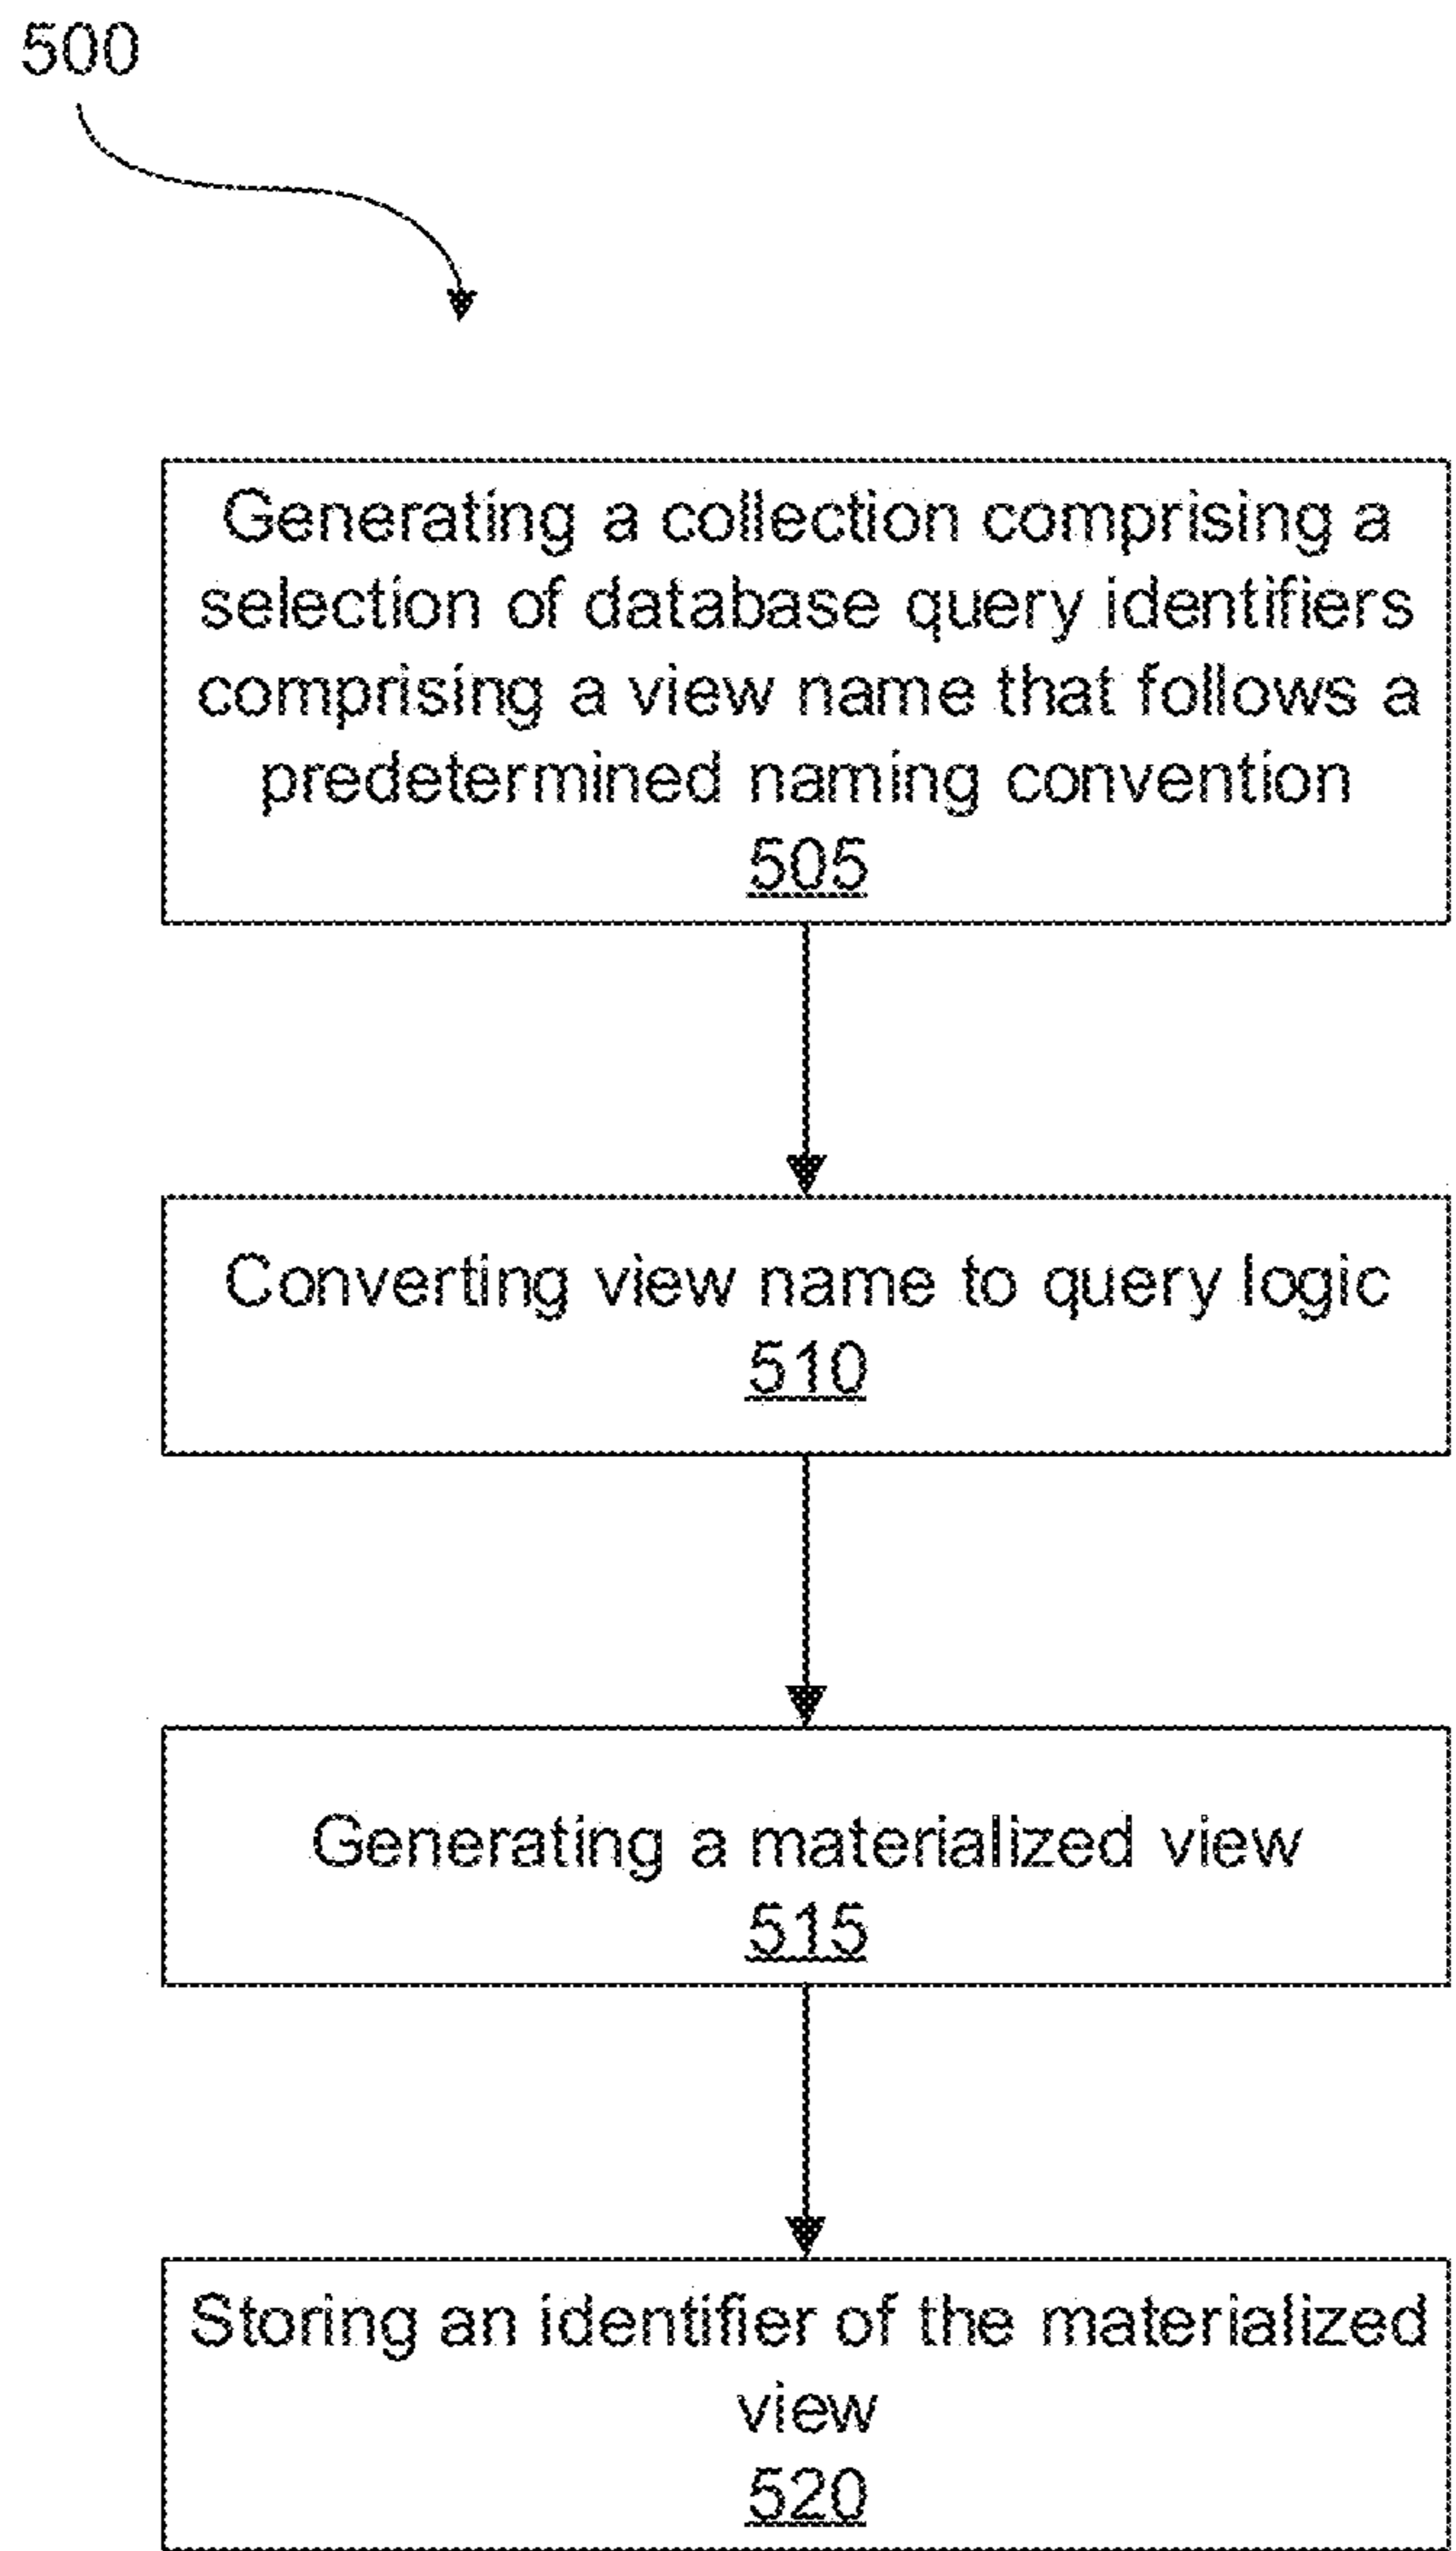 500
Generating a collection comprising a
selection of database query identifiers
comprising a view name that follows a
predetermined naming convention
505
Converting view name to query logic
510
Generating a materialized view
515
Storing an identifier of the materialized
view
520